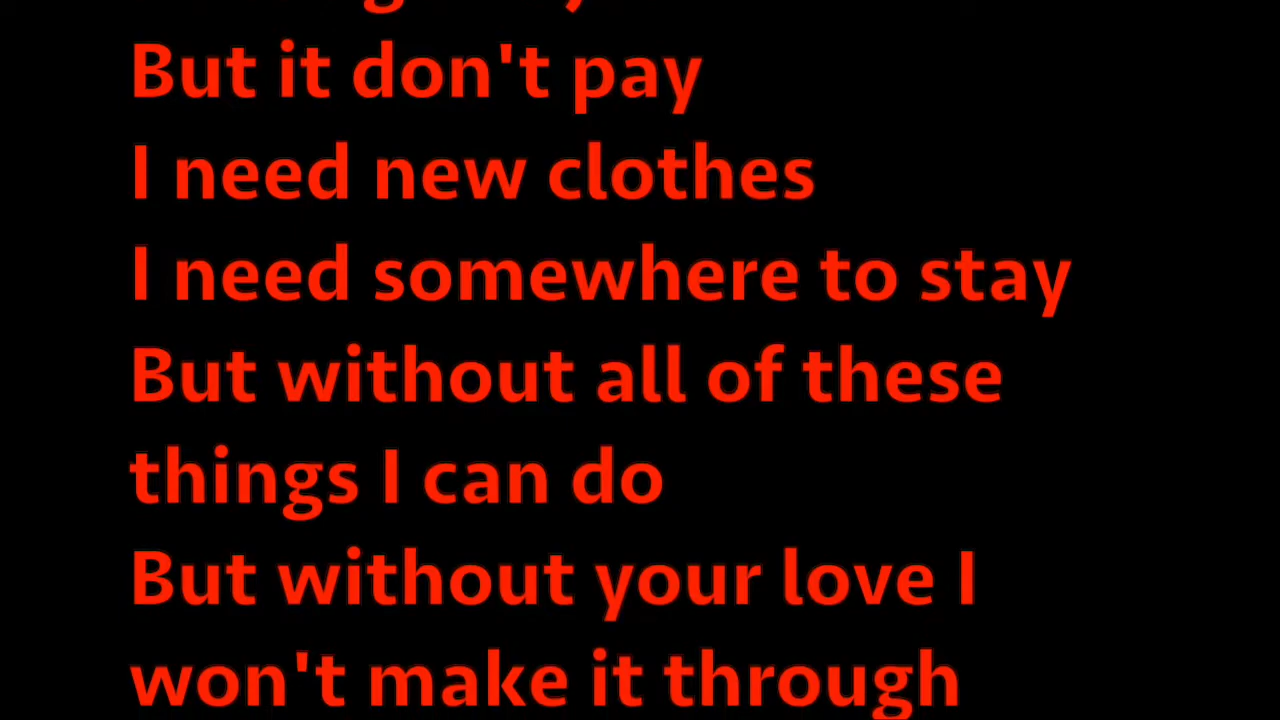 But it don't pay
I need new clothes
I need somewhere to stay
But without all of these
things I can do
But without your love I
won't make it through